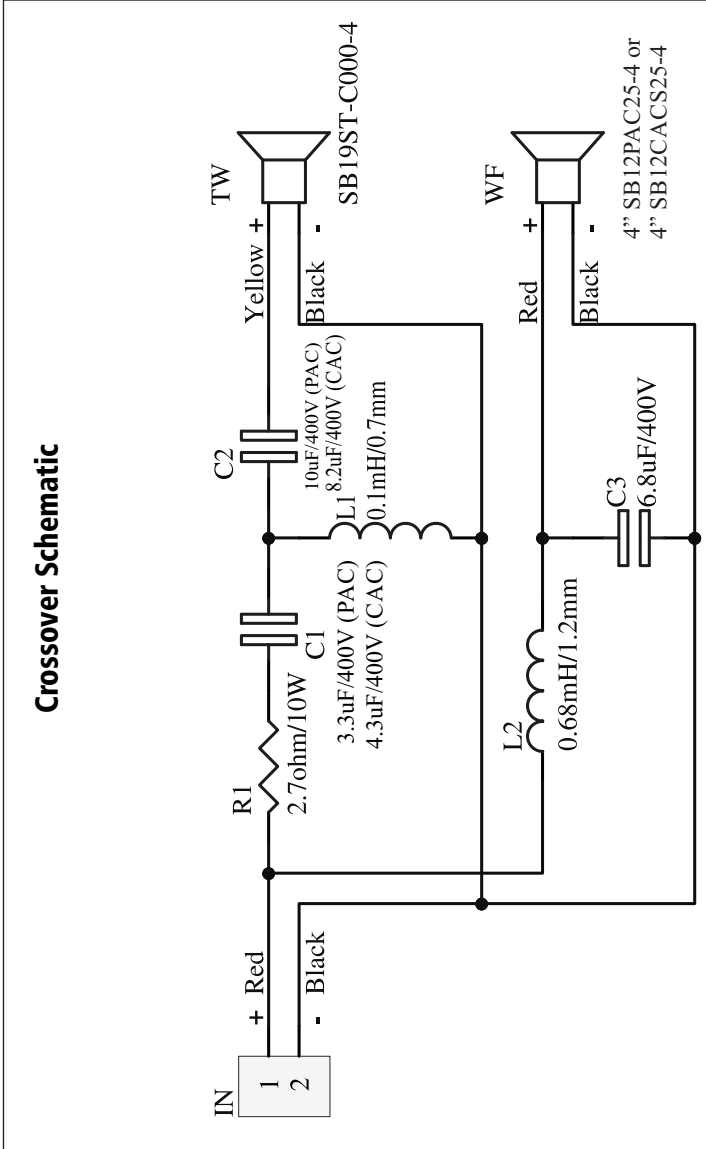 Crossover Schematic
IN
1
2
+ Red
- Black
R1
2.7ohm/10W
C1
3.3uF/400V (PAC)
4.3uF/400V (CAC)
C2
10uF/400V (PAC)
8.2uF/400V (CAC)
L1
0.1mH/0.7mm
Yellow +
Black -
TW
SB19ST-C000-4
L2
0.68mH/1.2mm
C3
6.8uF/400V
Red +
Black -
WF
4” SB12PAC25-4 or
4” SB12CACS25-4